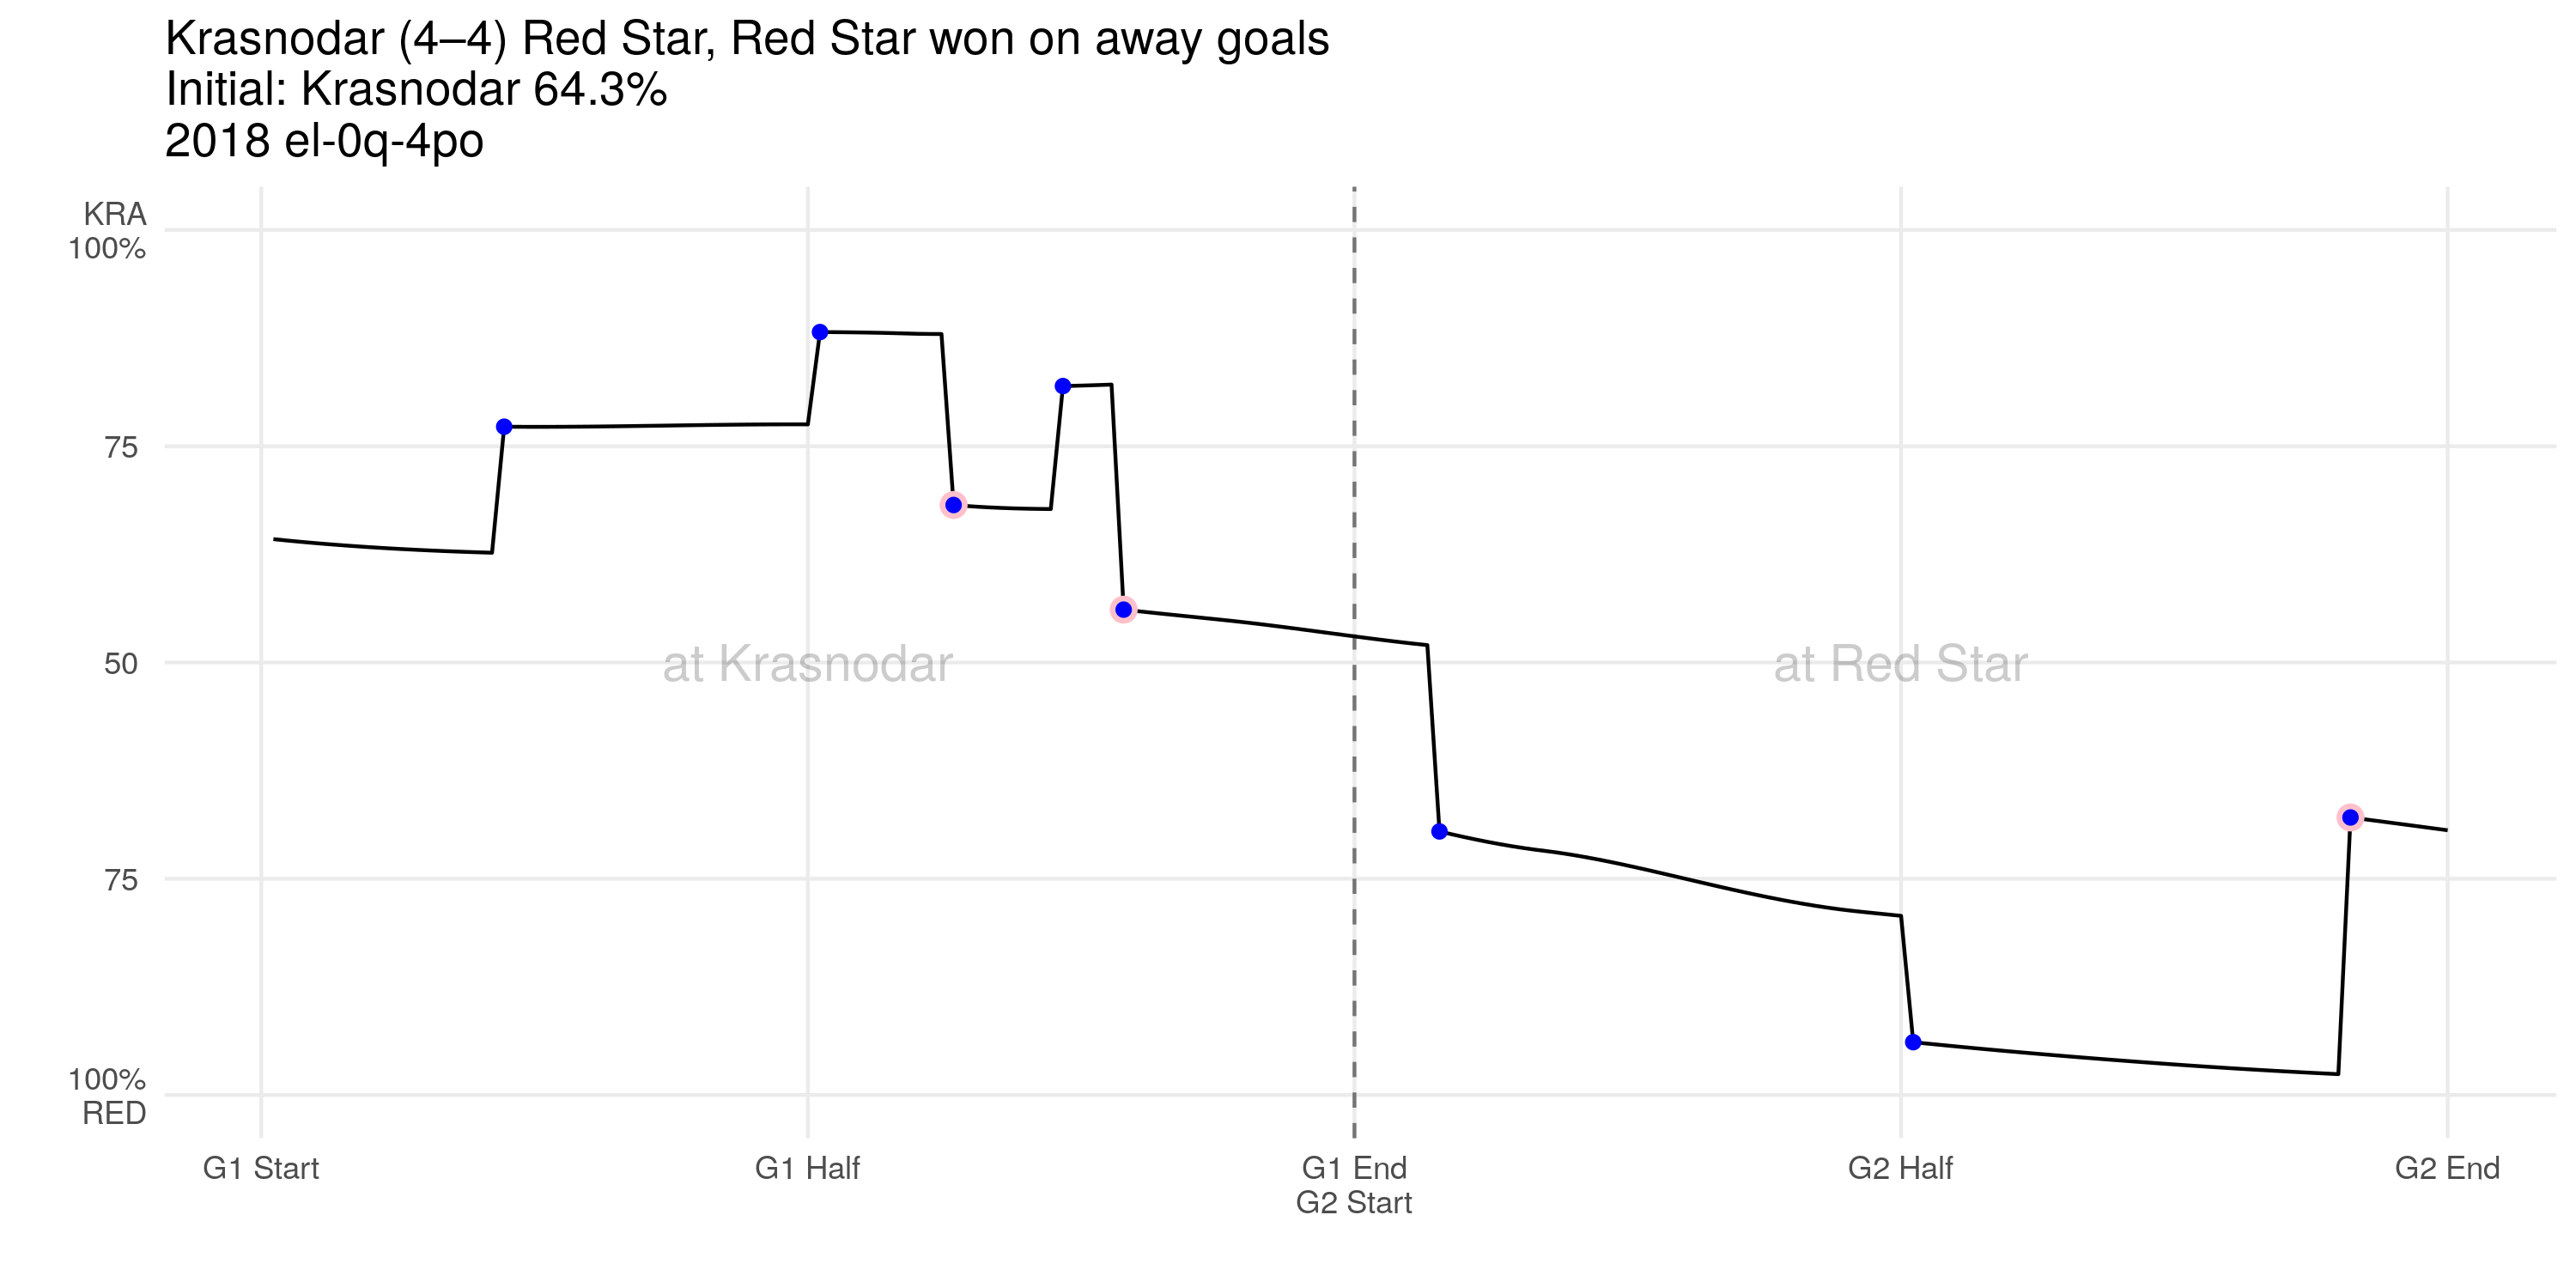 Krasnodar (4–4) Red Star, Red Star won on away goals
Initial: Krasnodar 64.3%
2018 el-0q-4po
KRA
100%
75
50
75
100%
RED
at Krasnodar
at Red Star
G1 Start
G1 Half
G1 End
G2 Start
G2 Half
G2 End